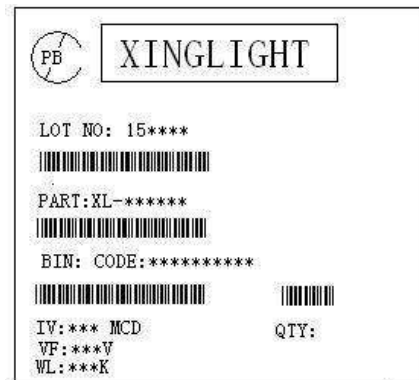 PB
XINGLIGHT
LOT NO: 15****
PART:XL-******
BIN: CODE:**********
IV:*** MCD QTY:
VF:***V
WL:***K